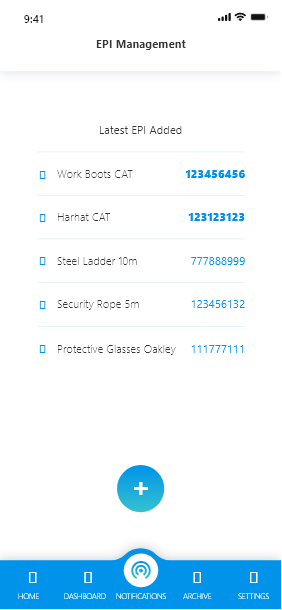 9:41
EPI Management
Latest EPI Added
Work Boots CAT 123456456
Harhat CAT 123123123
Steel Ladder 10m 777888999
Security Rope 5m 123456132
Protective Glasses Oakley 111777111
+
HOME DASHBOARD NOTIFICATIONS ARCHIVE SETTINGS